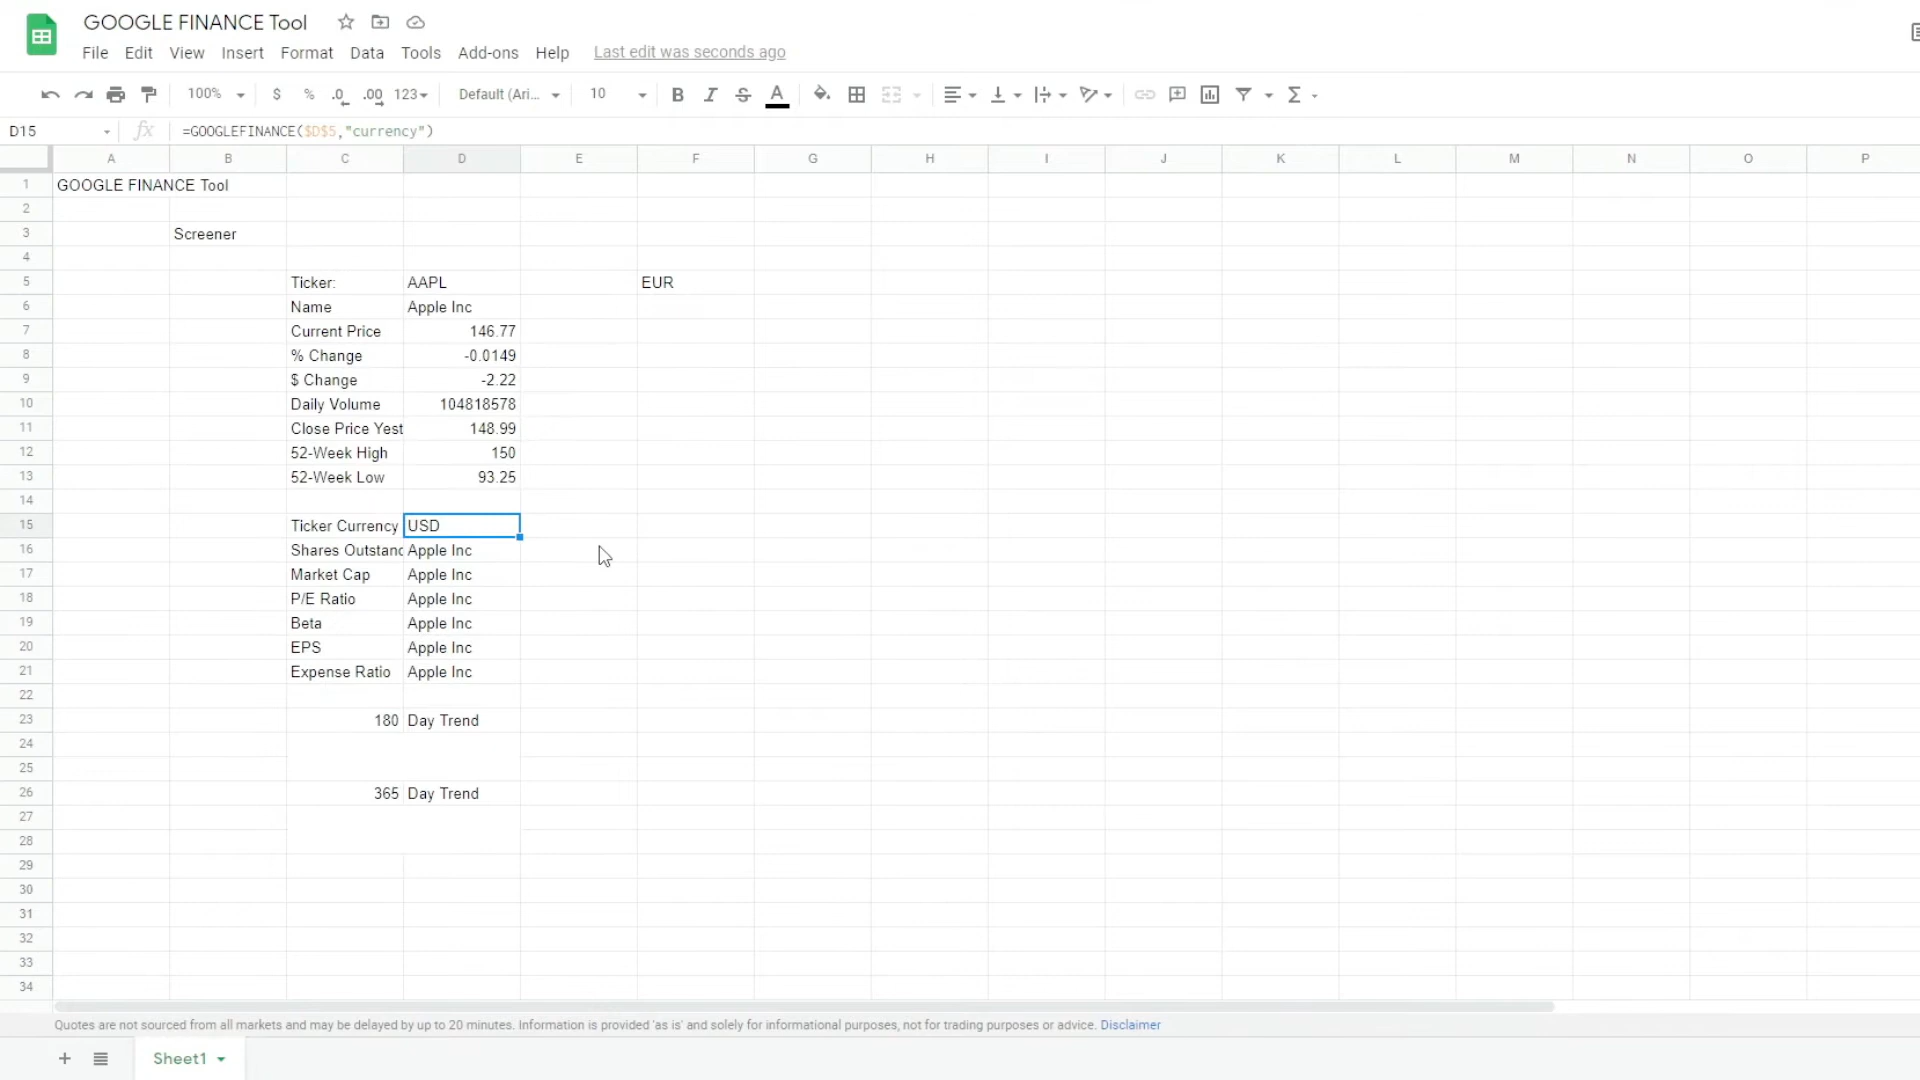 GOOGLE FINANCE Tool
File Edit View Insert Format Data Tools Add-ons Help Last edit was seconds ago
100% $ % .0 .00 123 Default (Ari... 10 B I S A Σ
D15 fx =GOOGLEFINANCE($D$5,"currency")
A B C D E F G H I J K L M N O P
1 GOOGLE FINANCE Tool
2
3 Screener
4
5 Ticker: AAPL EUR
6 Name Apple Inc
7 Current Price 146.77
8 % Change -0.0149
9 $ Change -2.22
10 Daily Volume 104818578
11 Close Price Yest 148.99
12 52-Week High 150
13 52-Week Low 93.25
14
15 Ticker Currency USD
16 Shares Outstand Apple Inc
17 Market Cap Apple Inc
18 P/E Ratio Apple Inc
19 Beta Apple Inc
20 EPS Apple Inc
21 Expense Ratio Apple Inc
22
23 180 Day Trend
24
25
26 365 Day Trend
27
28
29
30
31
32
33
34
Quotes are not sourced from all markets and may be delayed by up to 20 minutes. Information is provided 'as is' and solely for informational purposes, not for trading purposes or advice. Disclaimer
+ Sheet1